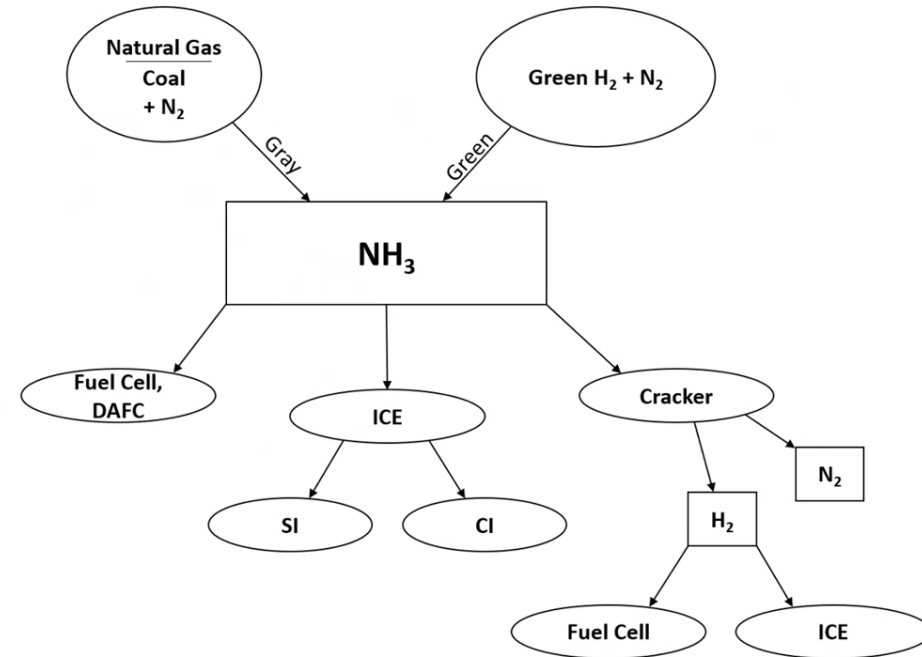 Natural Gas
Coal
+ N₂
Green H₂ + N₂
Gray
Green
NH₃
Fuel Cell,
DAFC
ICE
Cracker
SI
CI
H₂
N₂
Fuel Cell
ICE